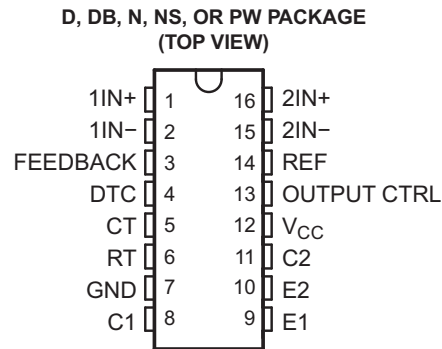 D, DB, N, NS, OR PW PACKAGE
(TOP VIEW)
1IN+ 1 16 2IN+
1IN− 2 15 2IN−
FEEDBACK 3 14 REF
DTC 4 13 OUTPUT CTRL
CT 5 12 VCC
RT 6 11 C2
GND 7 10 E2
C1 8 9 E1